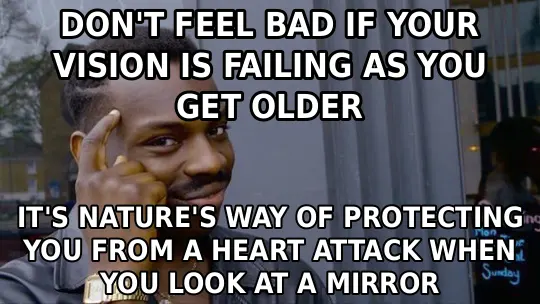 DON'T FEEL BAD IF YOUR
VISION IS FAILING AS YOU
GET OLDER
IT'S NATURE'S WAY OF PROTECTING
YOU FROM A HEART ATTACK WHEN
YOU LOOK AT A MIRROR
Sunday